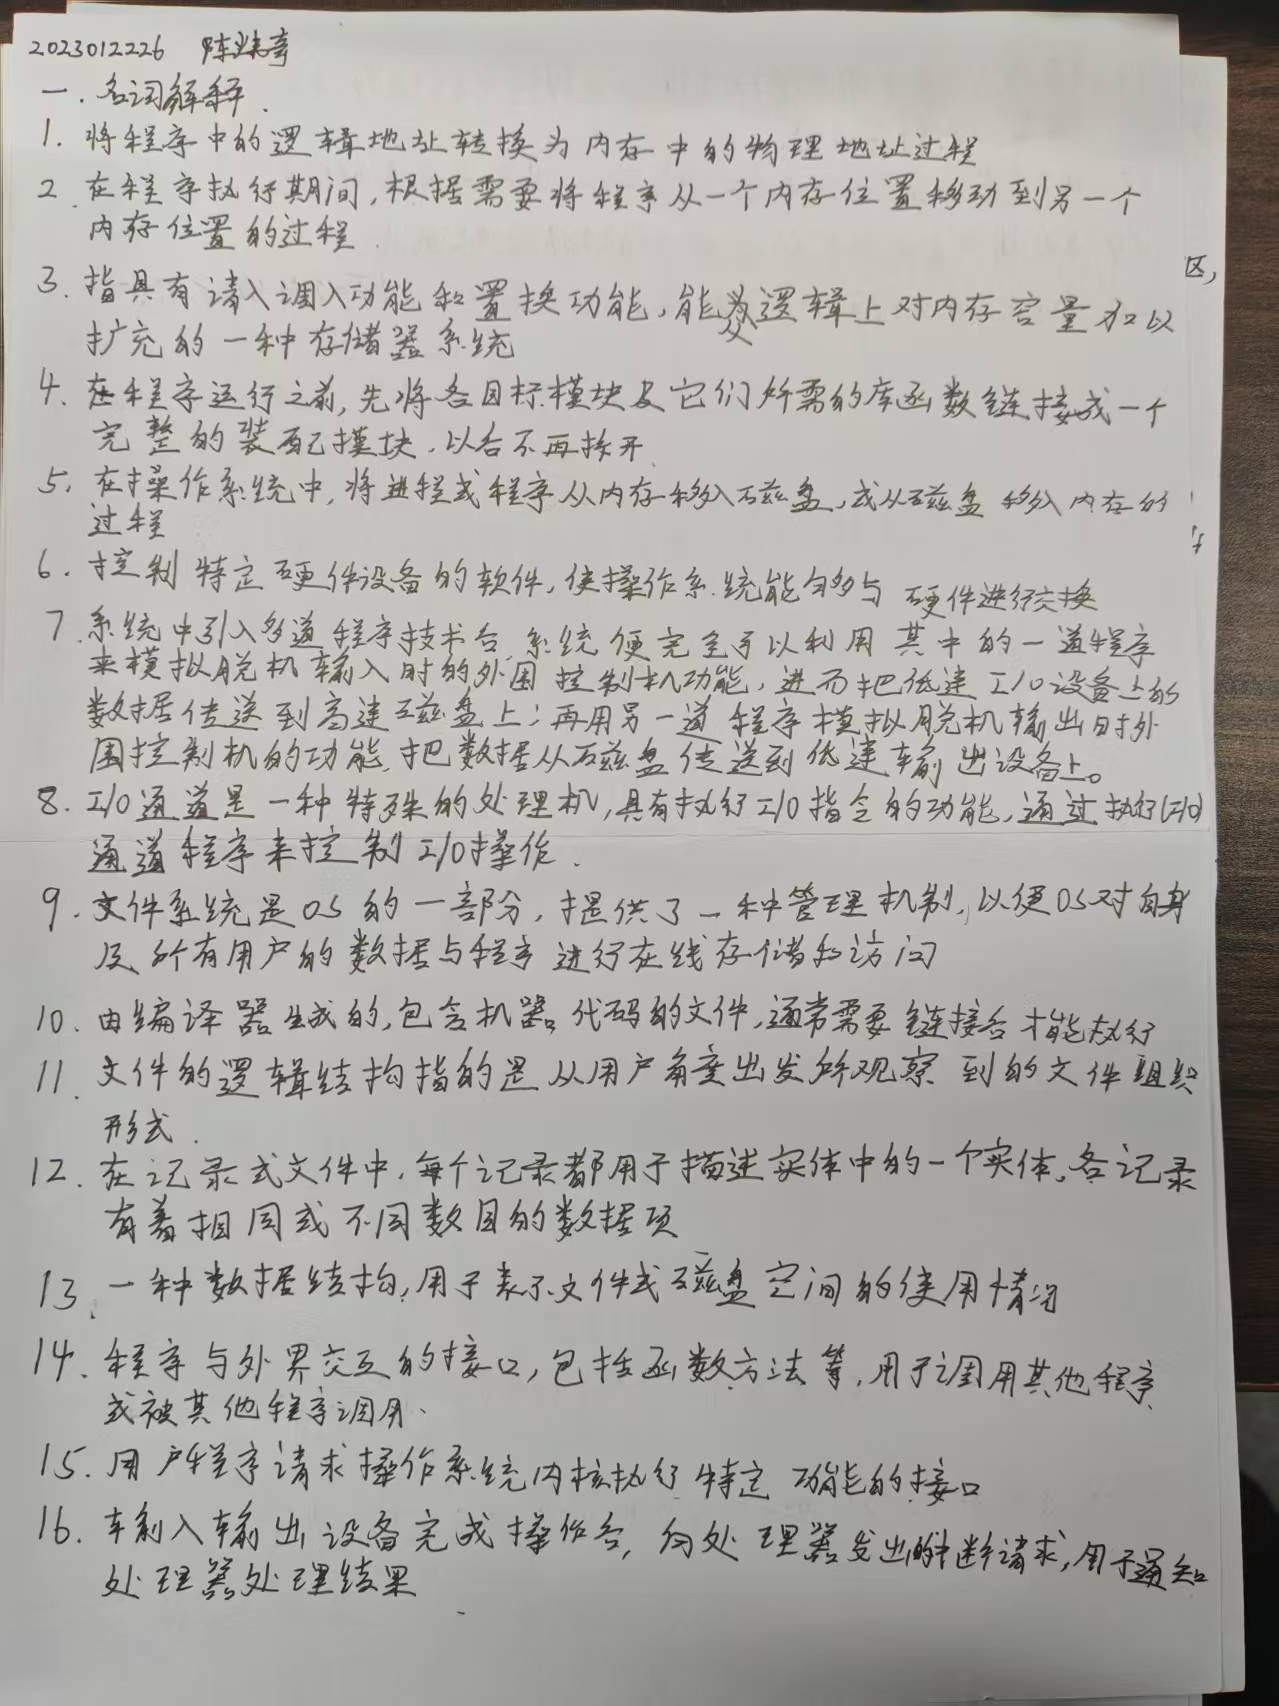 2023012226 陈业志奇
一.名词解释.
1. 将程序中的逻辑地址转换为内存中的物理地址过程
2. 在程序执行期间,根据需要将程序从一个内存位置移动到另一个
内存位置的过程.
区,
3. 指具有请入调入功能和置换功能,能从逻辑上对内存容量加以
扩充的一种存储器系统
4. 在程序运行之前,先将各目标模块及它们所需的库函数链接成一个
完整的装配模块.以后不再拆开
5. 在操作系统中,将进程或程序从内存移入磁盘,或从磁盘移入内存的
过程
6. 控制特定硬件设备的软件,使操作系统能够与硬件进行交换
7. 系统中引入多道程序技术后,系统便完全可以利用其中的一道程序
来模拟脱机输入时的外围控制机功能,进而把低速I/O设备上的
数据传送到高速磁盘上;再用另一道程序模拟脱机输出时外
围控制机的功能,把数据从磁盘传送到低速输出设备上。
8. I/O通道是一种特殊的处理机,具有执行I/O指令的功能,通过执行(I/O)
通道程序来控制I/O操作.
9. 文件系统是OS的一部分,提供了一种管理机制,以便OS对自身
及所有用户的数据与程序进行在线存储和访问
10. 由编译器生成的,包含机器代码的文件,通常需要链接后才能执行
11. 文件的逻辑结构指的是从用户角度出发所观察到的文件组织
形式.
12. 在记录式文件中,每个记录都用于描述实体中的一个实体,各记录
有着相同或不同数目的数据项
13. 一种数据结构,用于表示文件或磁盘空间的使用情况
14. 程序与外界交互的接口,包括函数方法等,用于调用其他程序
或被其他程序调用.
15. 用户程序请求操作系统内核执行特定功能的接口
16. 输入输出设备完成操作后,向处理器发出的中断请求,用于通知
处理器处理结果